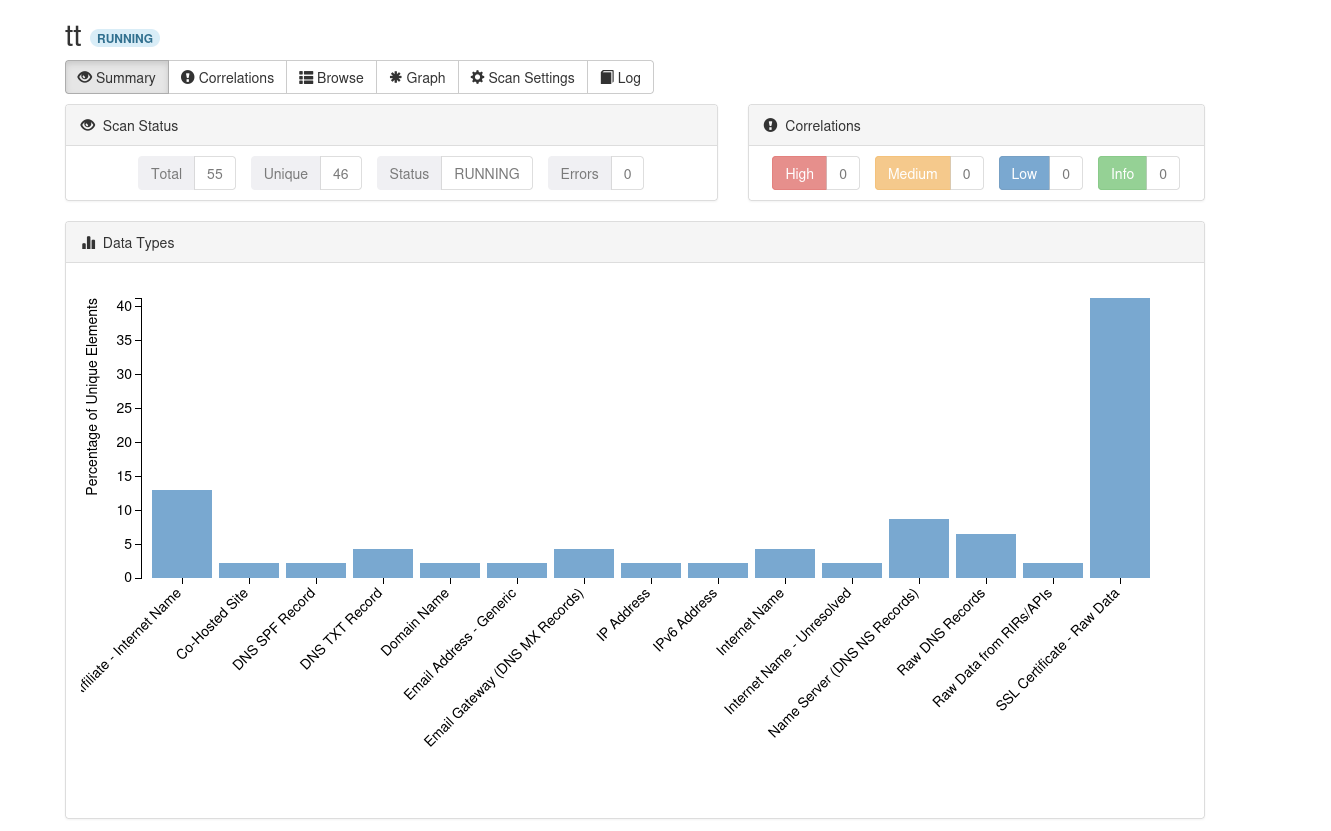 tt RUNNING
Summary Correlations Browse Graph Scan Settings Log
Scan Status
Total 55 Unique 46 Status RUNNING Errors 0
Correlations
High 0 Medium 0 Low 0 Info 0
Data Types
Percentage of Unique Elements
40
35
30
25
20
15
10
5
0
ffiliate - Internet Name
Co-Hosted Site
DNS SPF Record
DNS TXT Record
Domain Name
Email Address - Generic
Email Gateway (DNS MX Records)
IP Address
IPv6 Address
Internet Name
Internet Name - Unresolved
Name Server (DNS NS Records)
Raw DNS Records
Raw Data from RIRs/APIs
SSL Certificate - Raw Data